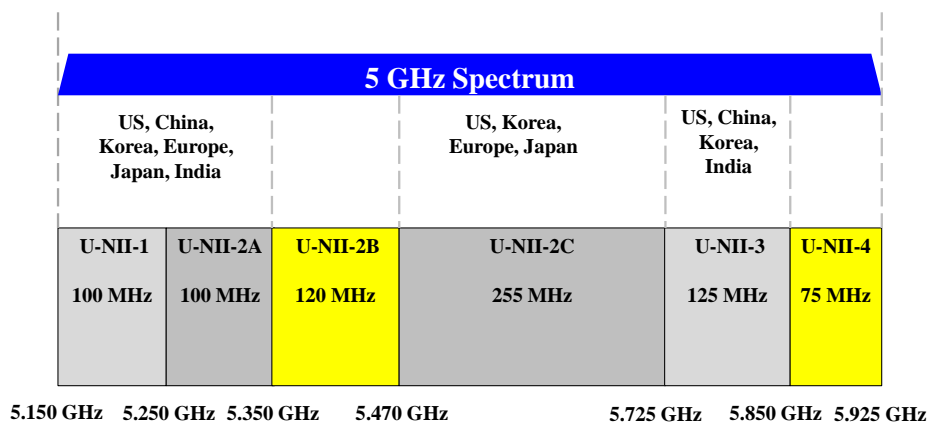 5 GHz Spectrum
US, China,
Korea, Europe,
Japan, India
US, Korea,
Europe, Japan
US, China,
Korea,
India
U-NII-1
100 MHz
U-NII-2A
100 MHz
U-NII-2B
120 MHz
U-NII-2C
255 MHz
U-NII-3
125 MHz
U-NII-4
75 MHz
5.150 GHz
5.250 GHz
5.350 GHz
5.470 GHz
5.725 GHz
5.850 GHz
5.925 GHz